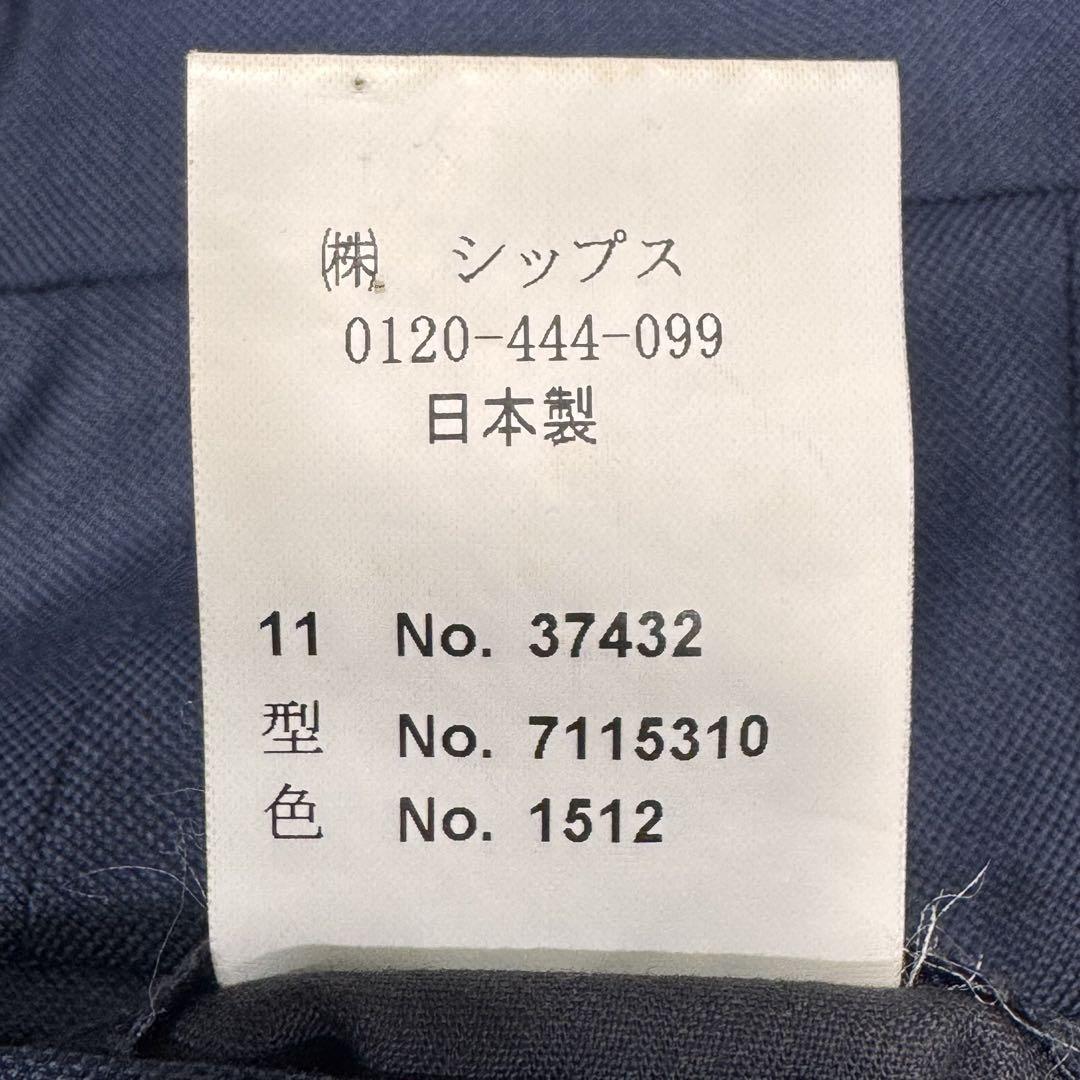 ㈱ シップス
0120-444-099
日本製
11 No. 37432
型 No. 7115310
色 No. 1512